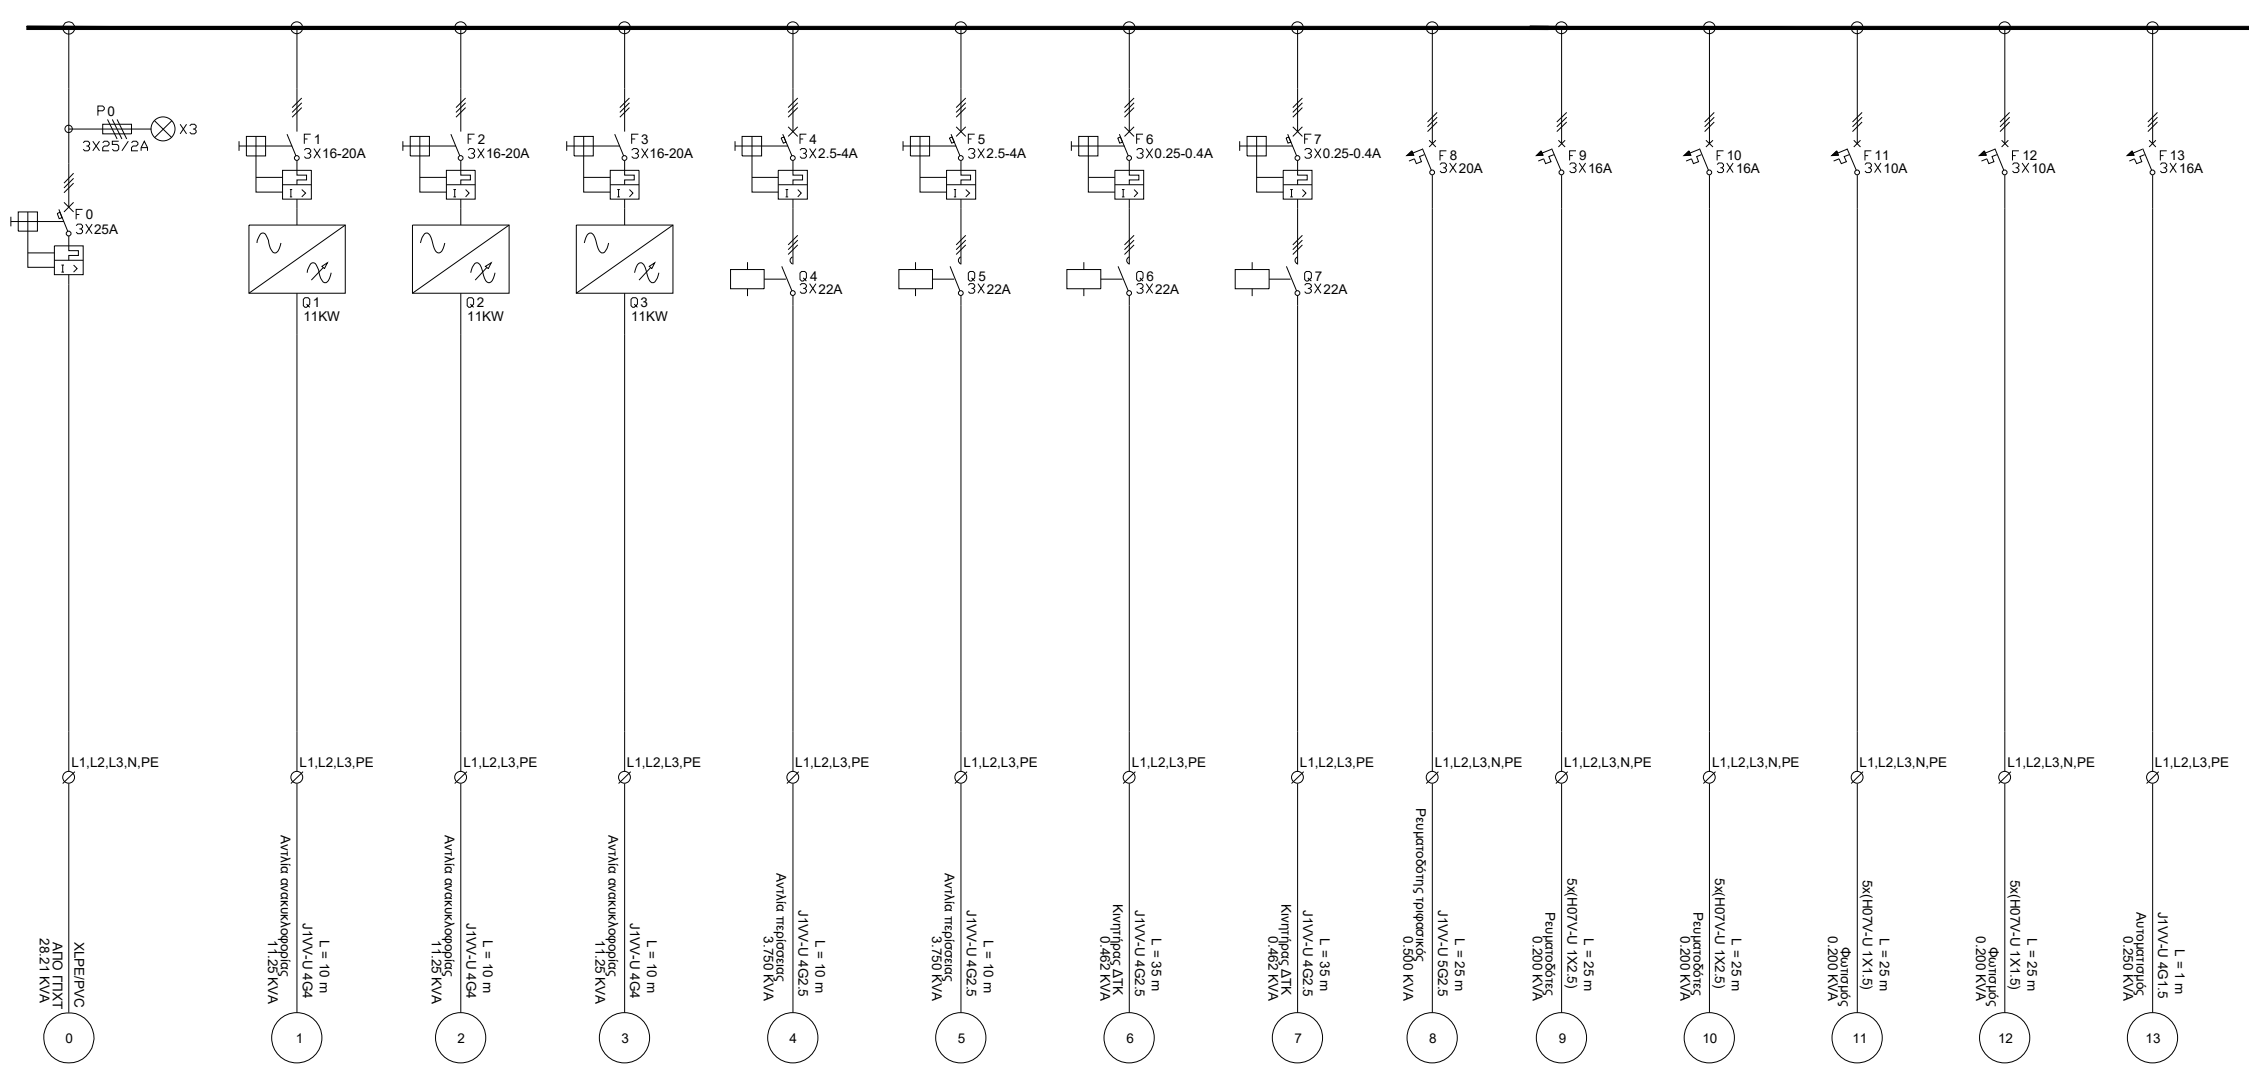 P0
X3
3X25/2A
F0
3X25A
I >
L1,L2,L3,N,PE
XLPE/PVC
ΑΠΟ ΓΠΧΤ
28.21 KVA
0
F1
3X16-20A
I >
Q1
11KW
L1,L2,L3,PE
L = 10 m
J1VV-U 4G4
Αντλία ανακυκλοφορίας
11.25 KVA
1
F2
3X16-20A
I >
Q2
11KW
L1,L2,L3,PE
L = 10 m
J1VV-U 4G4
Αντλία ανακυκλοφορίας
11.25 KVA
2
F3
3X16-20A
I >
Q3
11KW
L1,L2,L3,PE
L = 10 m
J1VV-U 4G4
Αντλία ανακυκλοφορίας
11.25 KVA
3
F4
3X2.5-4A
I >
Q4
3X22A
L1,L2,L3,PE
L = 10 m
J1VV-U 4G2.5
Αντλία περίσσειας
3.750 KVA
4
F5
3X2.5-4A
I >
Q5
3X22A
L1,L2,L3,PE
L = 10 m
J1VV-U 4G2.5
Αντλία περίσσειας
3.750 KVA
5
F6
3X0.25-0.4A
I >
Q6
3X22A
L1,L2,L3,PE
L = 35 m
J1VV-U 4G2.5
Κινητήρας ΔΤΚ
0.462 KVA
6
F7
3X0.25-0.4A
I >
Q7
3X22A
L1,L2,L3,PE
L = 35 m
J1VV-U 4G2.5
Κινητήρας ΔΤΚ
0.462 KVA
7
F8
3X20A
L1,L2,L3,N,PE
L = 25 m
J1VV-U 5G2.5
Ρευματοδότης τριφασικός
0.500 KVA
8
F9
3X16A
L1,L2,L3,N,PE
L = 25 m
5x(H07V-U 1X2.5)
Ρευματοδότες
0.200 KVA
9
F10
3X16A
L1,L2,L3,N,PE
L = 25 m
5x(H07V-U 1X2.5)
Ρευματοδότες
0.200 KVA
10
F11
3X10A
L1,L2,L3,N,PE
L = 25 m
5x(H07V-U 1X1.5)
Φωτισμός
0.200 KVA
11
F12
3X10A
L1,L2,L3,N,PE
L = 25 m
5x(H07V-U 1X1.5)
Φωτισμός
0.200 KVA
12
F13
3X16A
L1,L2,L3,PE
L = 1 m
J1VV-U 4G1.5
Αυτοματισμός
0.250 KVA
13